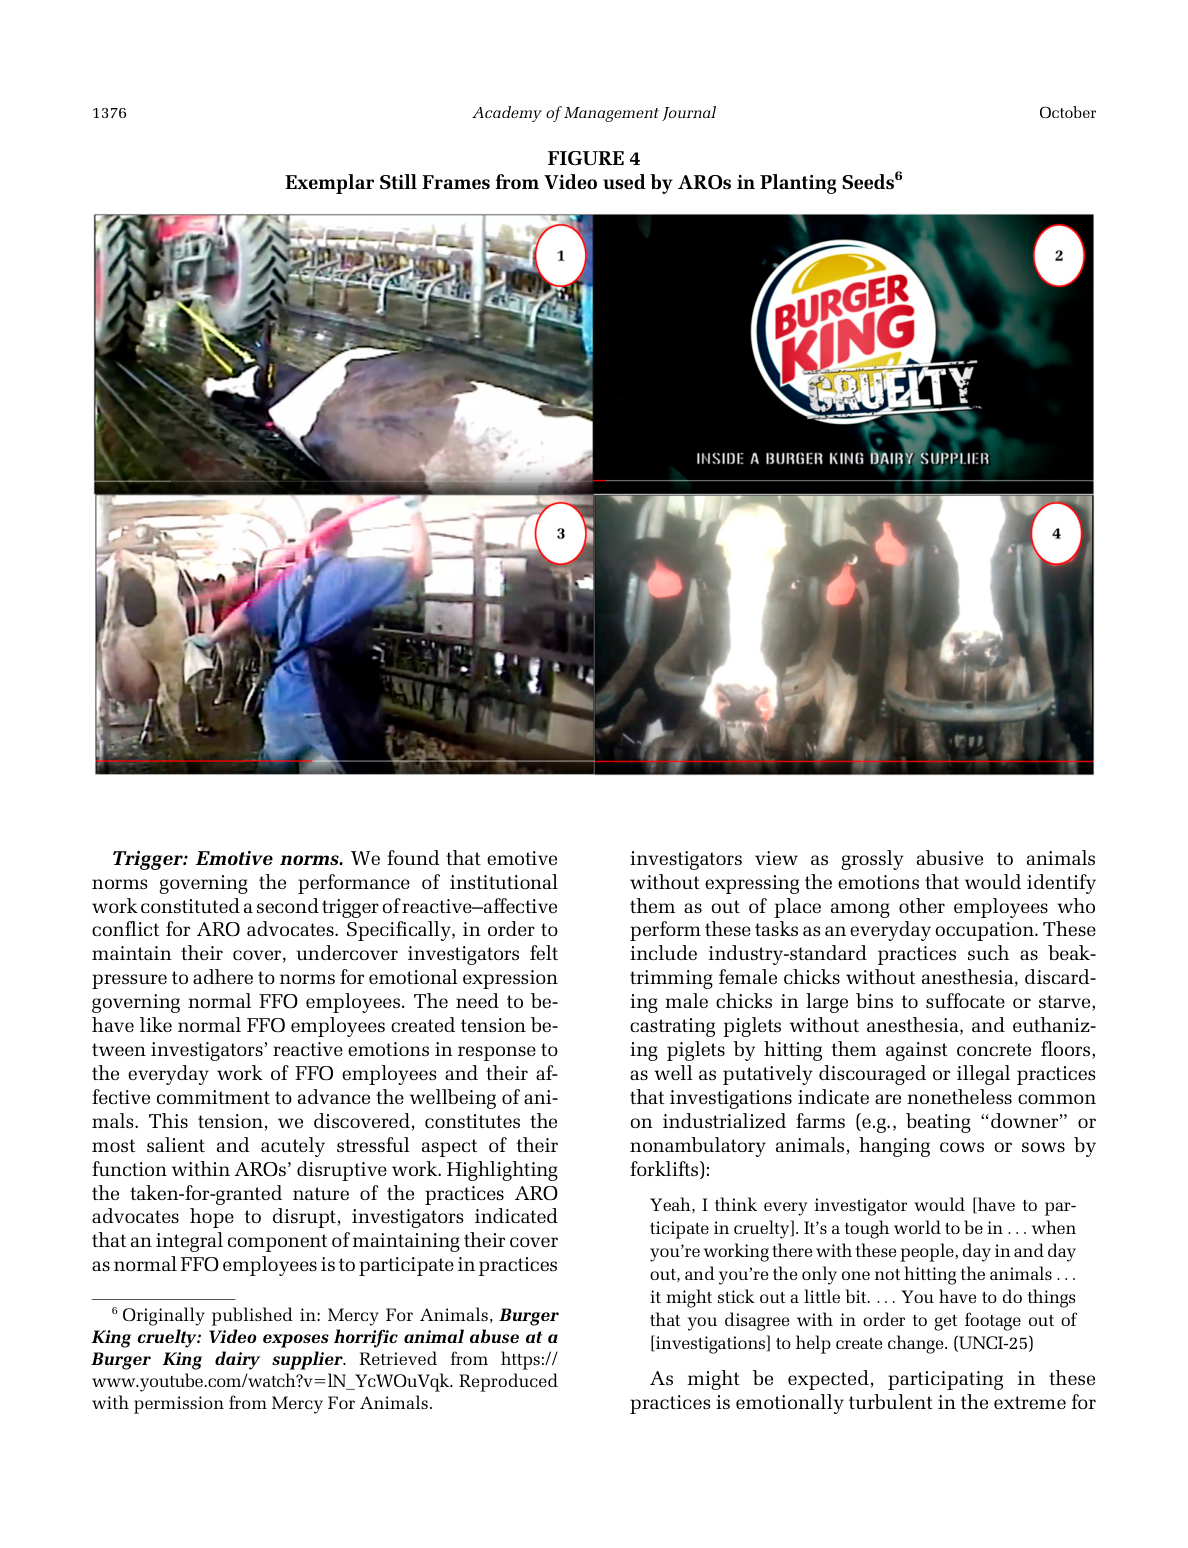 1376
Academy of Management Journal
October
FIGURE 4
Exemplar Still Frames from Video used by AROs in Planting Seeds6
1
2
BURGER
KING
CRUELTY
INSIDE A BURGER KING DAIRY SUPPLIER
3
4
Trigger: Emotive norms. We found that emotive
norms governing the performance of institutional
work constituted a second trigger of reactive–affective
conflict for ARO advocates. Specifically, in order to
maintain their cover, undercover investigators felt
pressure to adhere to norms for emotional expression
governing normal FFO employees. The need to be-
have like normal FFO employees created tension be-
tween investigators’ reactive emotions in response to
the everyday work of FFO employees and their af-
fective commitment to advance the wellbeing of ani-
mals. This tension, we discovered, constitutes the
most salient and acutely stressful aspect of their
function within AROs’ disruptive work. Highlighting
the taken-for-granted nature of the practices ARO
advocates hope to disrupt, investigators indicated
that an integral component of maintaining their cover
as normal FFO employees is to participate in practices
6 Originally published in: Mercy For Animals, Burger
King cruelty: Video exposes horrific animal abuse at a
Burger King dairy supplier. Retrieved from https://
www.youtube.com/watch?v=lN_YcWOuVqk. Reproduced
with permission from Mercy For Animals.
investigators view as grossly abusive to animals
without expressing the emotions that would identify
them as out of place among other employees who
perform these tasks as an everyday occupation. These
include industry-standard practices such as beak-
trimming female chicks without anesthesia, discard-
ing male chicks in large bins to suffocate or starve,
castrating piglets without anesthesia, and euthaniz-
ing piglets by hitting them against concrete floors,
as well as putatively discouraged or illegal practices
that investigations indicate are nonetheless common
on industrialized farms (e.g., beating “downer” or
nonambulatory animals, hanging cows or sows by
forklifts):
Yeah, I think every investigator would [have to par-
ticipate in cruelty]. It’s a tough world to be in . . . when
you’re working there with these people, day in and day
out, and you’re the only one not hitting the animals . . .
it might stick out a little bit. . . . You have to do things
that you disagree with in order to get footage out of
[investigations] to help create change. (UNCI-25)
As might be expected, participating in these
practices is emotionally turbulent in the extreme for